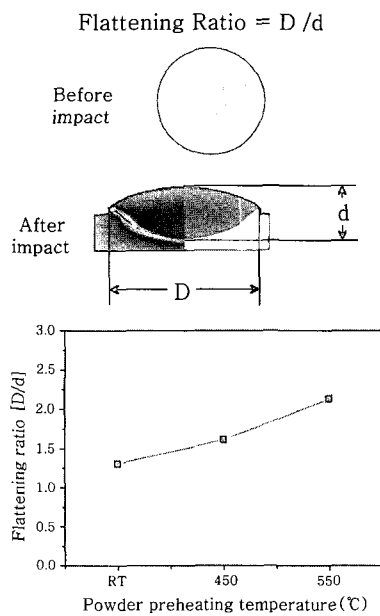 Flattening Ratio = D/d
Before
impact
After
impact
d
D
Flattening ratio [D/d]
3.0
2.5
2.0
1.5
1.0
0.5
0.0
RT
450
550
Powder preheating temperature(℃)